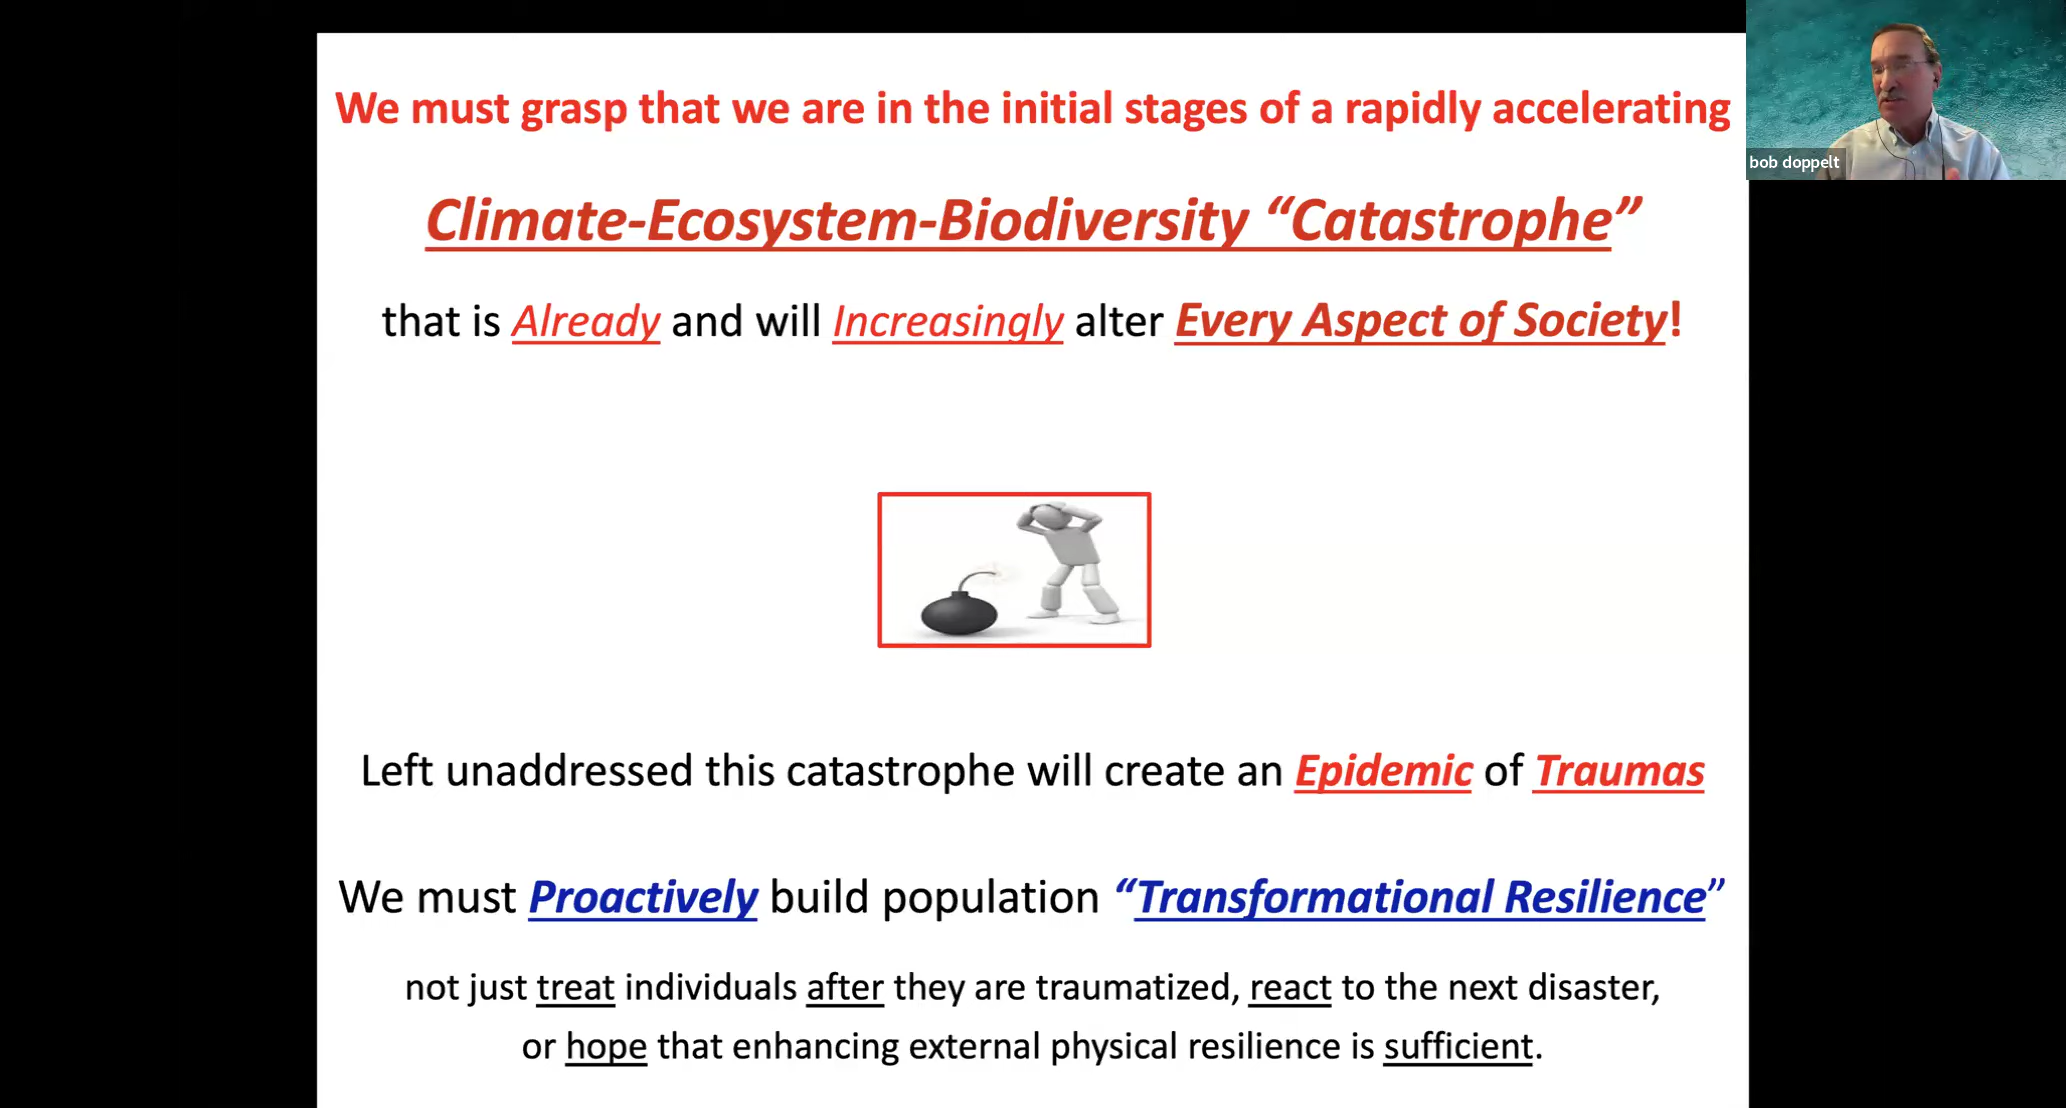 We must grasp that we are in the initial stages of a rapidly accelerating
Climate-Ecosystem-Biodiversity “Catastrophe”
that is Already and will Increasingly alter Every Aspect of Society!
Left unaddressed this catastrophe will create an Epidemic of Traumas
We must Proactively build population “Transformational Resilience”
not just treat individuals after they are traumatized, react to the next disaster,
or hope that enhancing external physical resilience is sufficient.
bob doppelt